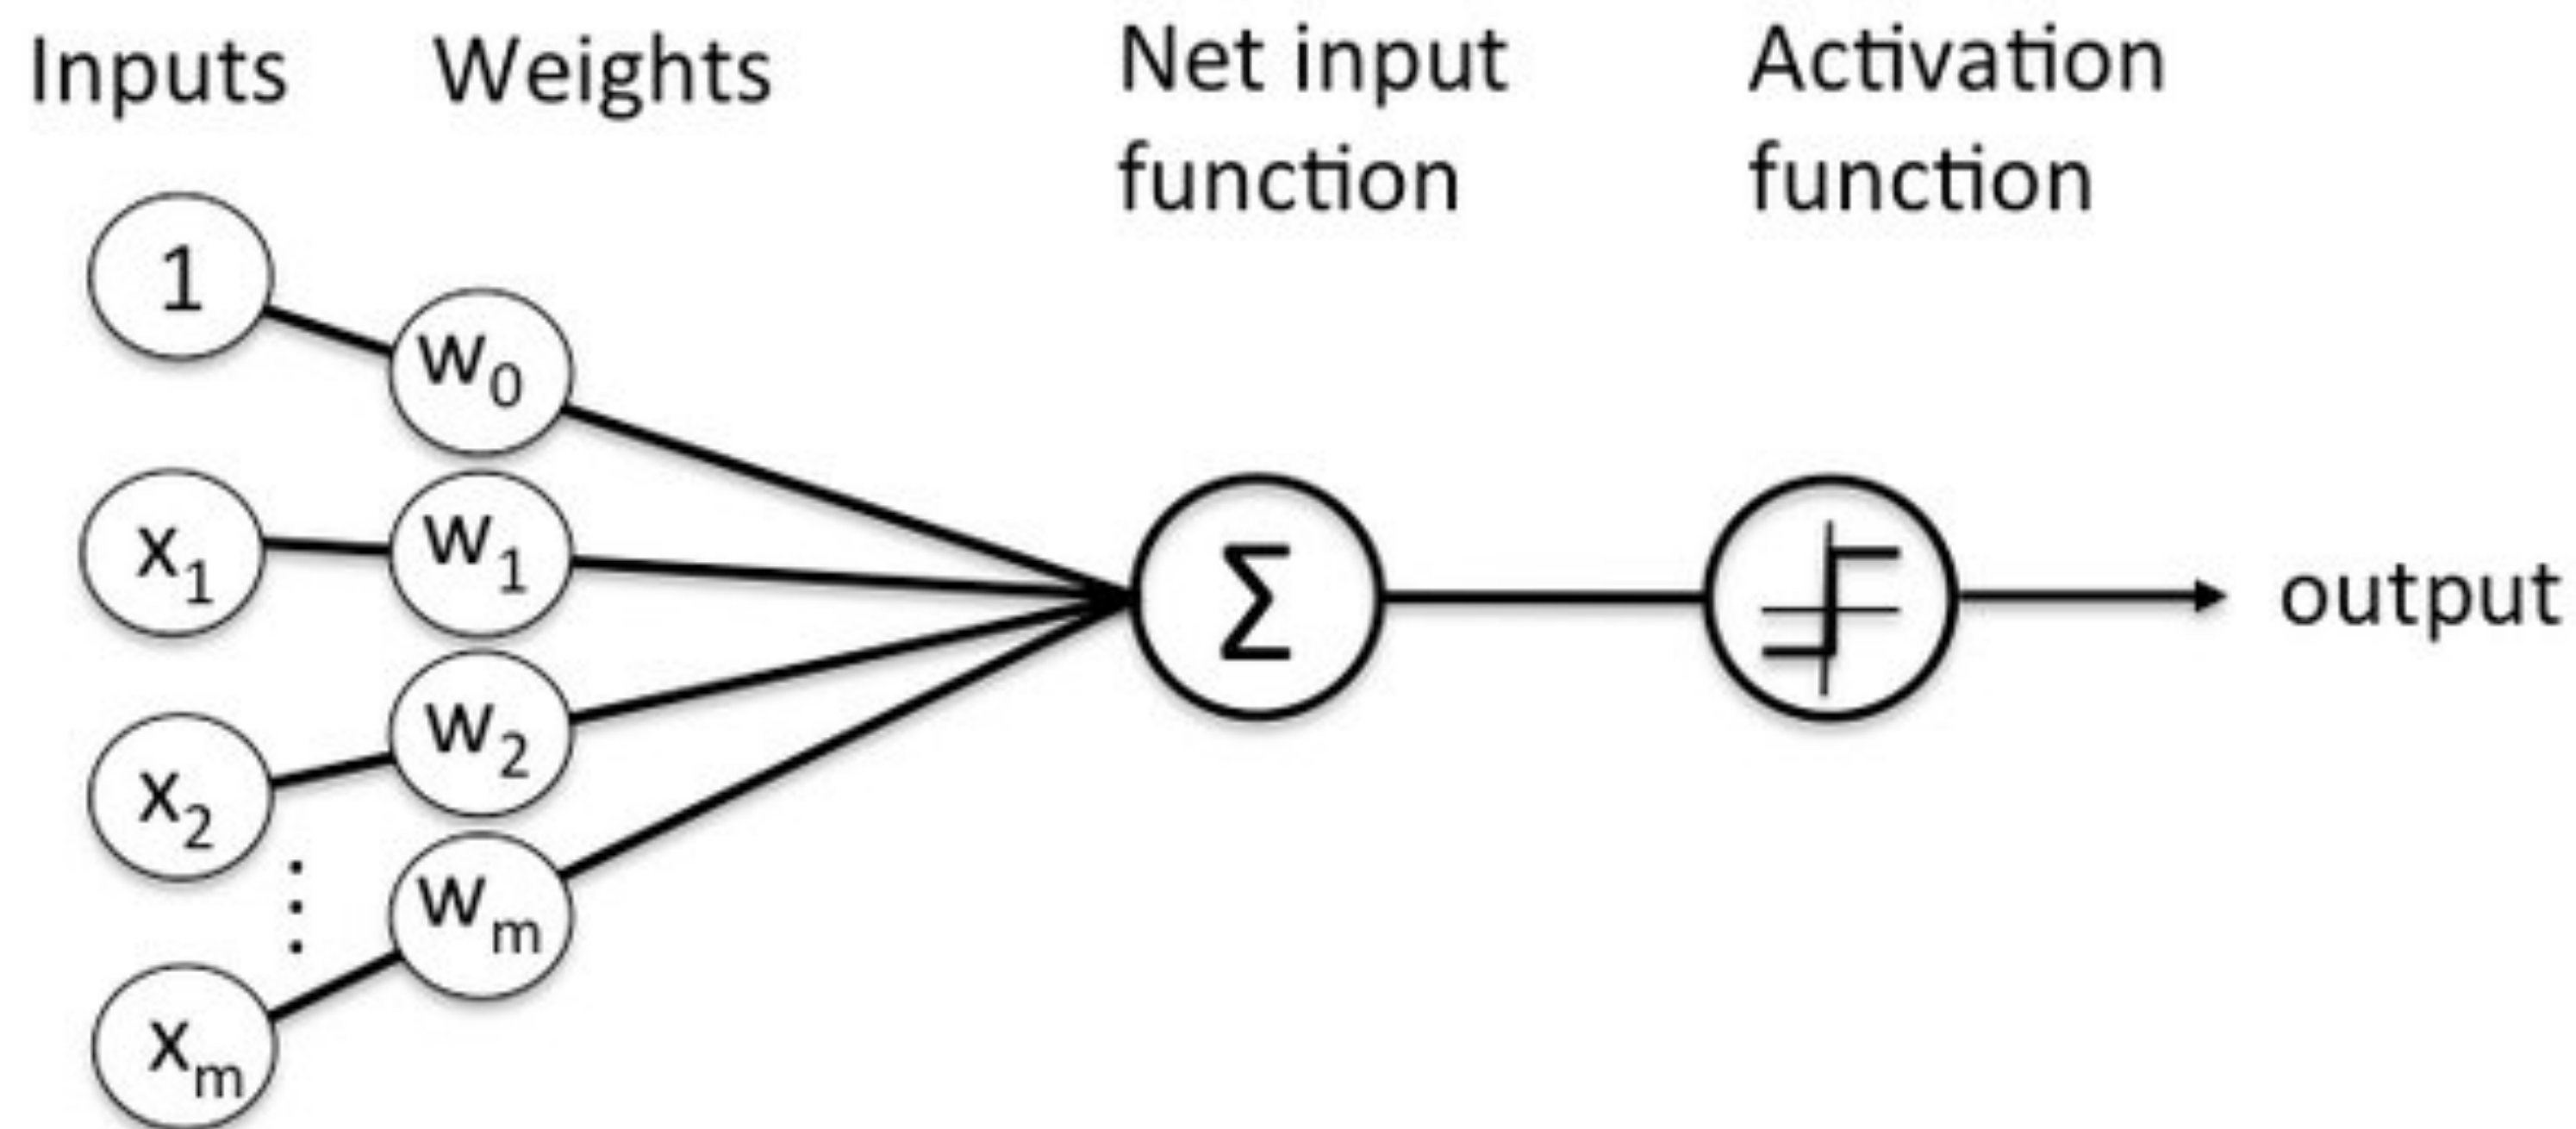 Inputs
Weights
Net input
function
Activation
function
1
w0
x1
w1
x2
w2
⋮
xm
wm
Σ
output